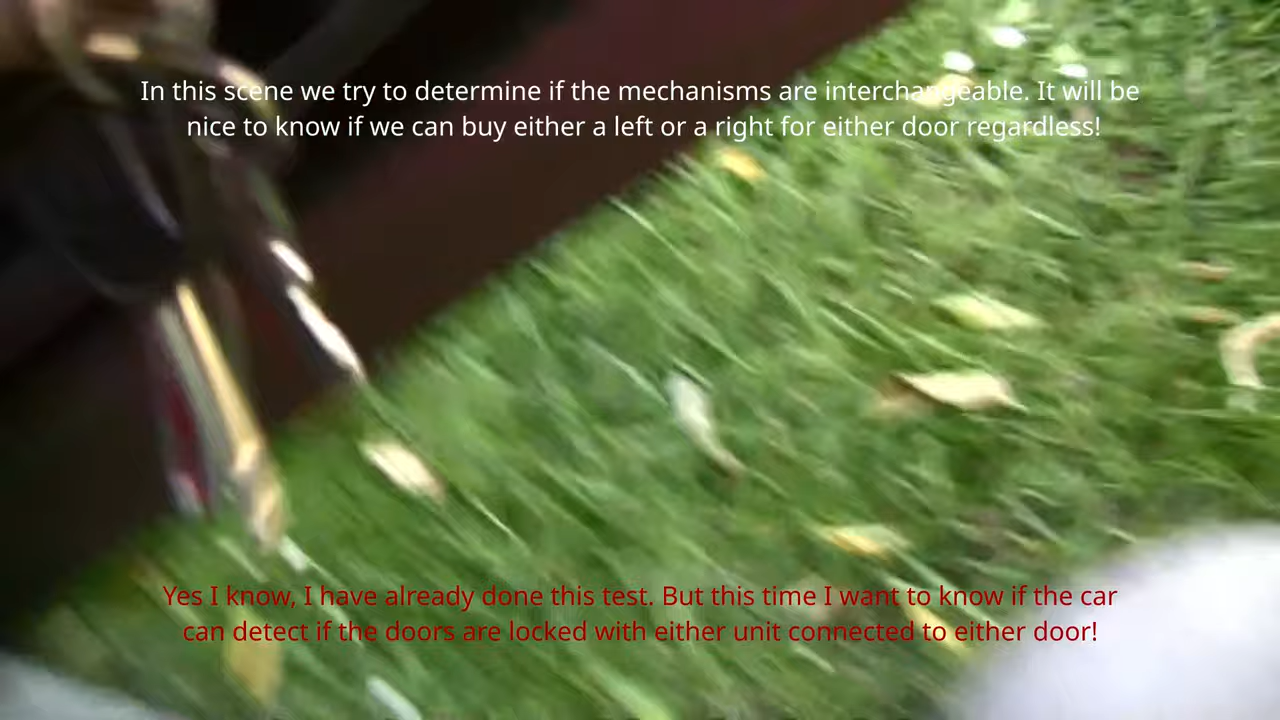 In this scene we try to determine if the mechanisms are interchangeable. It will be
nice to know if we can buy either a left or a right for either door regardless!
Yes I know, I have already done this test. But this time I want to know if the car
can detect if the doors are locked with either unit connected to either door!